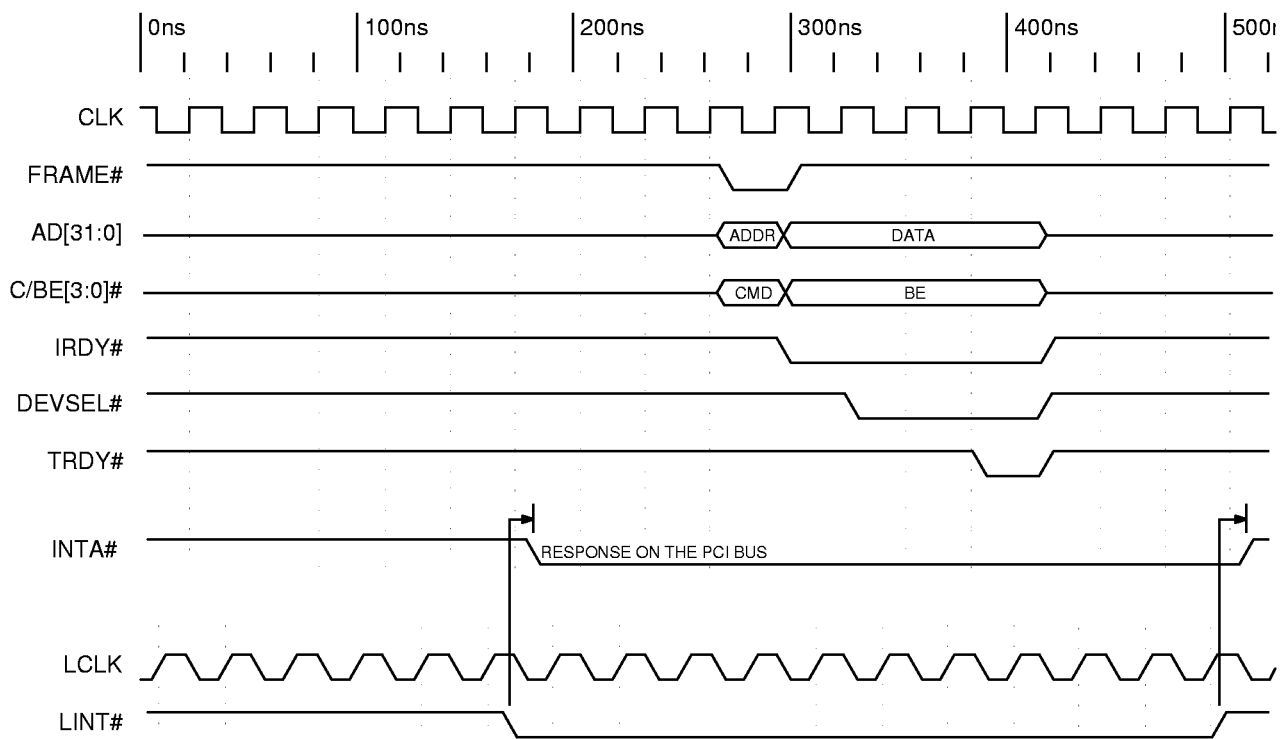 0ns 100ns 200ns 300ns 400ns 500
CLK
FRAME#
AD[31:0] ADDR DATA
C/BE[3:0]# CMD BE
IRDY#
DEVSEL#
TRDY#
INTA# RESPONSE ON THE PCI BUS
LCLK
LINT#